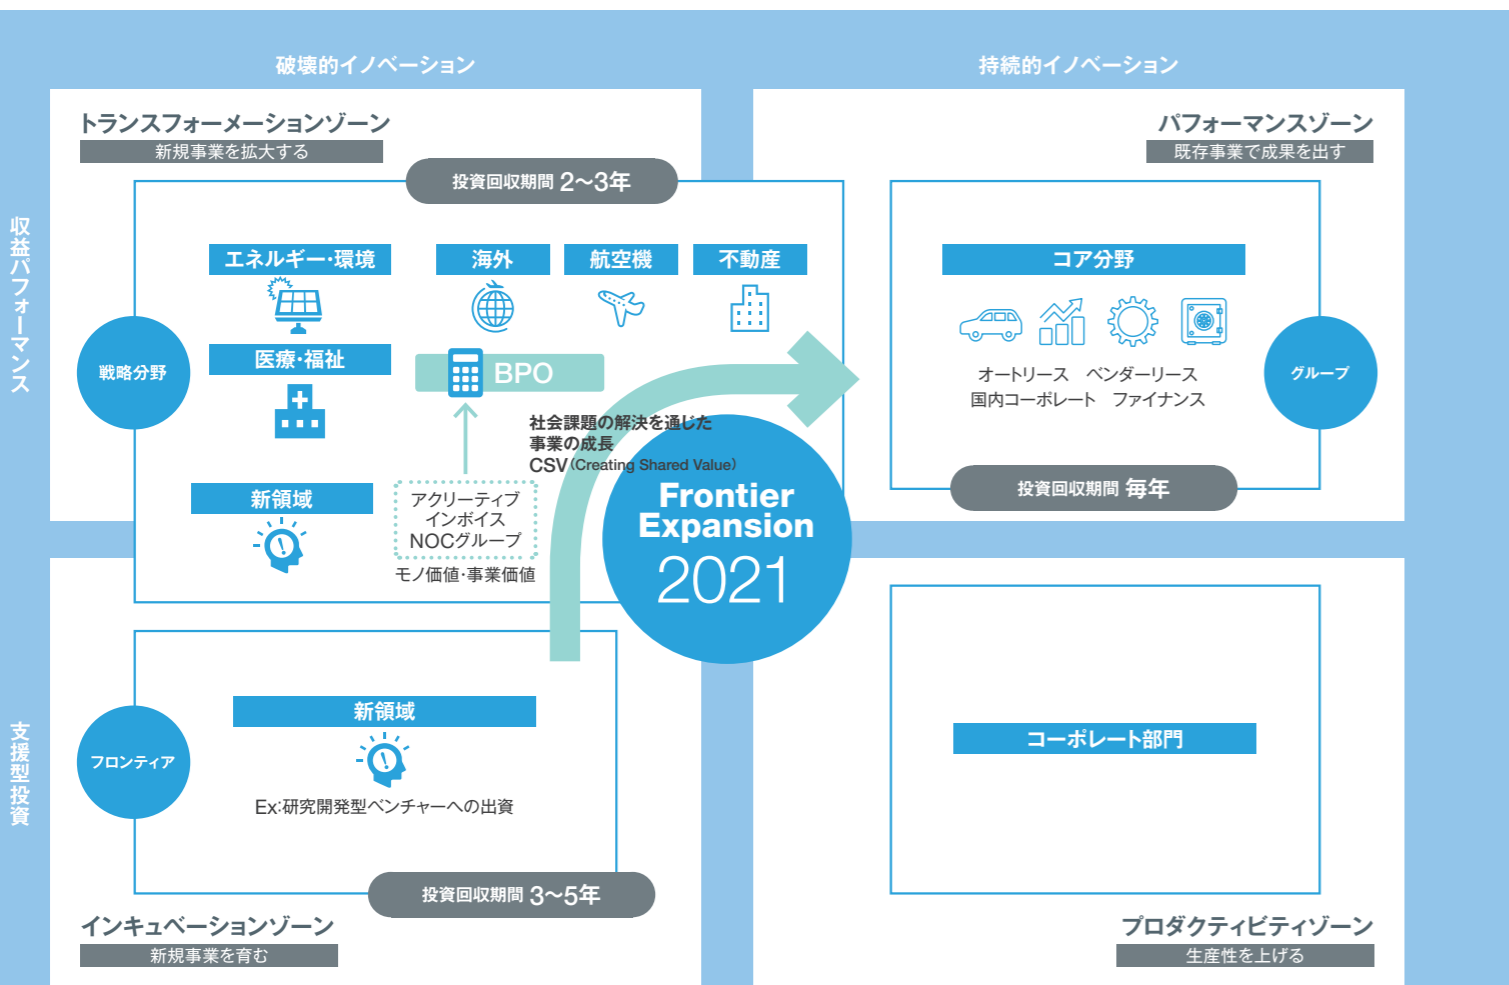 破壊的イノベーション
持続的イノベーション
収益パフォーマンス
支援型投資
トランスフォーメーションゾーン
新規事業を拡大する
投資回収期間 2〜3年
戦略分野
エネルギー・環境
海外
航空機
不動産
医療・福祉
BPO
新領域
アクリーティブ
インボイス
NOCグループ
モノ価値・事業価値
社会課題の解決を通じた
事業の成長
CSV(Creating Shared Value)
Frontier
Expansion
2021
パフォーマンスゾーン
既存事業で成果を出す
コア分野
オートリース ベンダーリース
国内コーポレート ファイナンス
グループ
投資回収期間 毎年
フロンティア
新領域
Ex:研究開発型ベンチャーへの出資
投資回収期間 3〜5年
インキュベーションゾーン
新規事業を育む
コーポレート部門
プロダクティビティゾーン
生産性を上げる